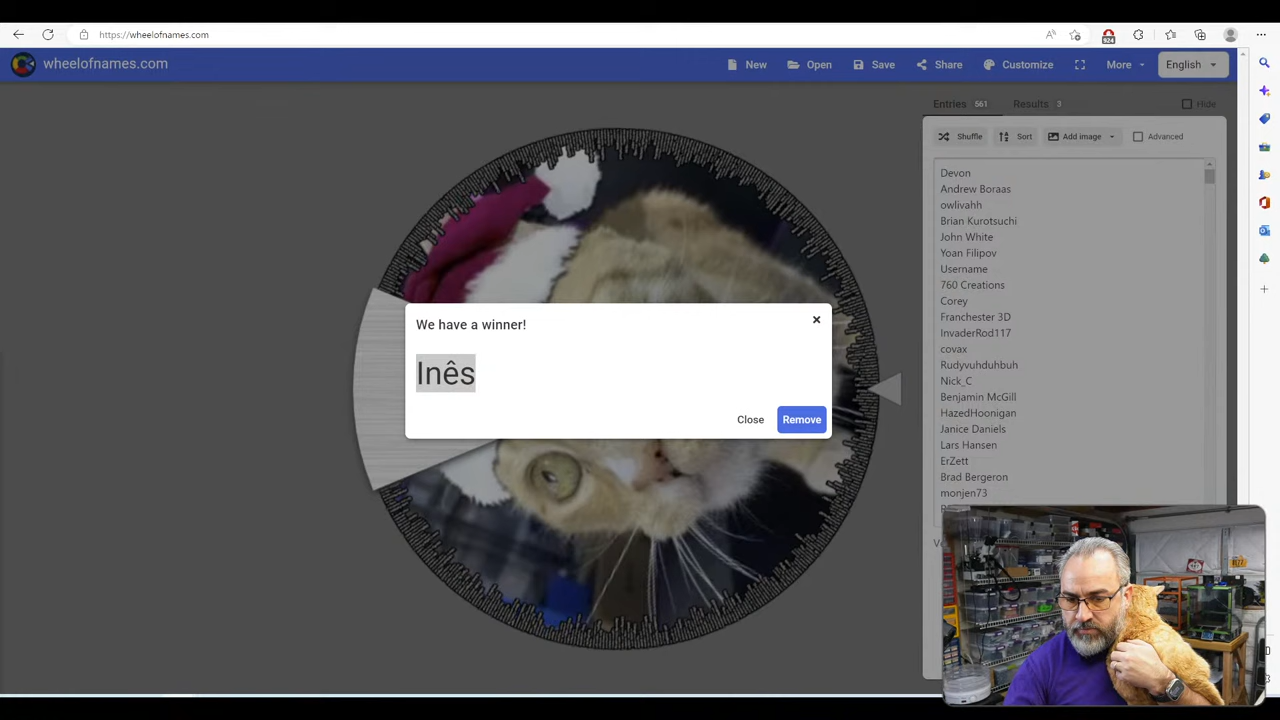 https://wheelofnames.com
924
wheelofnames.com
New
Open
Save
Share
Customize
More
English
Entries 561
Results 3
Hide
Shuffle
Sort
Add image
Advanced
Devon
Andrew Boraas
owlivahh
Brian Kurotsuchi
John White
Yoan Filipov
Username
760 Creations
Corey
Franchester 3D
InvaderRod117
covax
Rudyvuhduhbuh
Nick_C
Benjamin McGill
HazedHoonigan
Janice Daniels
Lars Hansen
ErZett
Brad Bergeron
monjen73
We have a winner!
Inês
Close
Remove